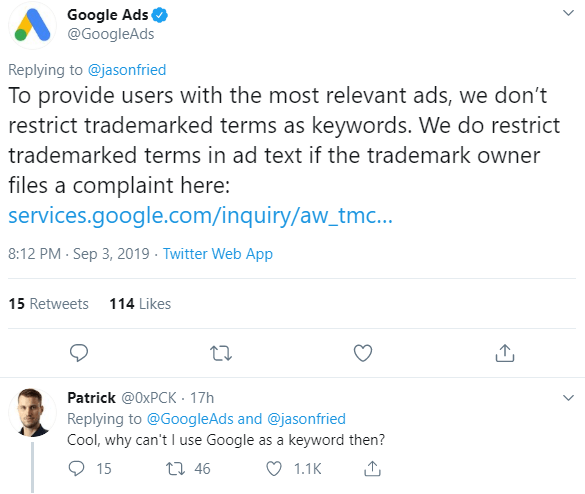 Google Ads
@GoogleAds
Replying to @jasonfried
To provide users with the most relevant ads, we don't
restrict trademarked terms as keywords. We do restrict
trademarked terms in ad text if the trademark owner
files a complaint here:
services.google.com/inquiry/aw_tmc...
8:12 PM · Sep 3, 2019 · Twitter Web App
15 Retweets 114 Likes
Patrick @0xPCK · 17h
Replying to @GoogleAds and @jasonfried
Cool, why can't I use Google as a keyword then?
15 46 1.1K